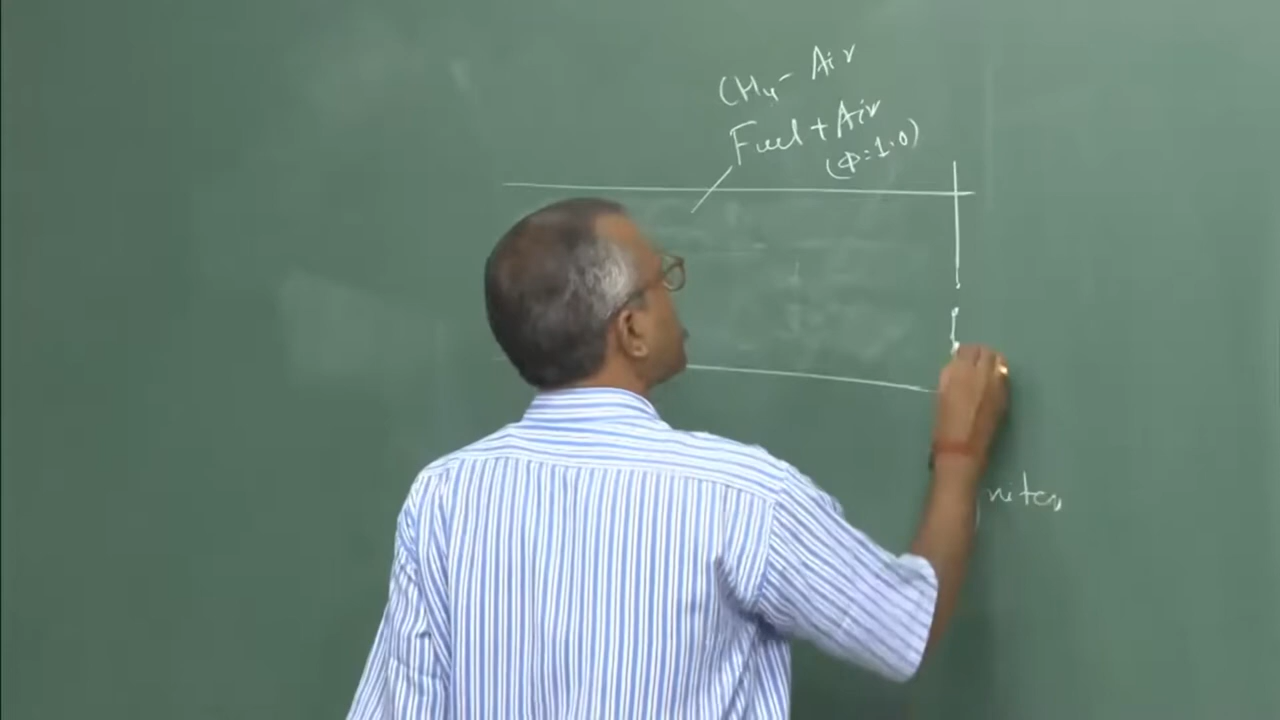 CH₄ - Air
Fuel + Air
(Φ = 1.0)